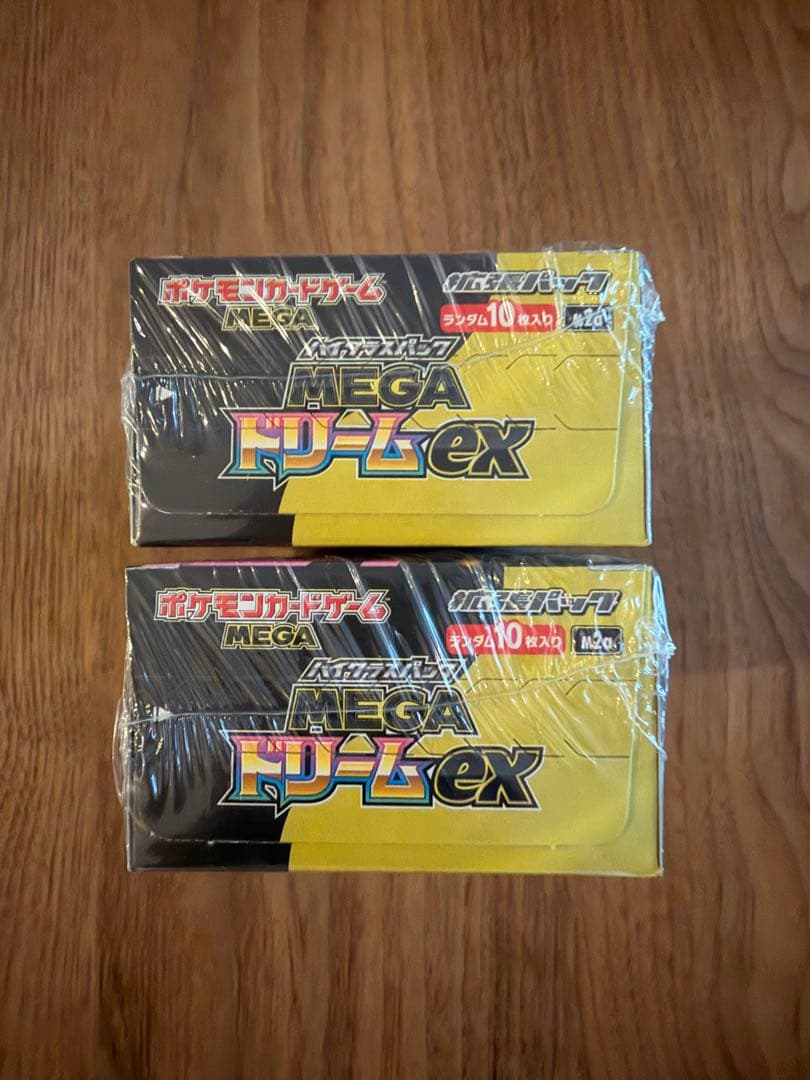 ポケモンカードゲーム
MEGA
拡張パック
ランダム10枚入り
M2a
ハイクラスパック
MEGA
ドリームex
ポケモンカードゲーム
MEGA
拡張パック
ランダム10枚入り
M2a
ハイクラスパック
MEGA
ドリームex